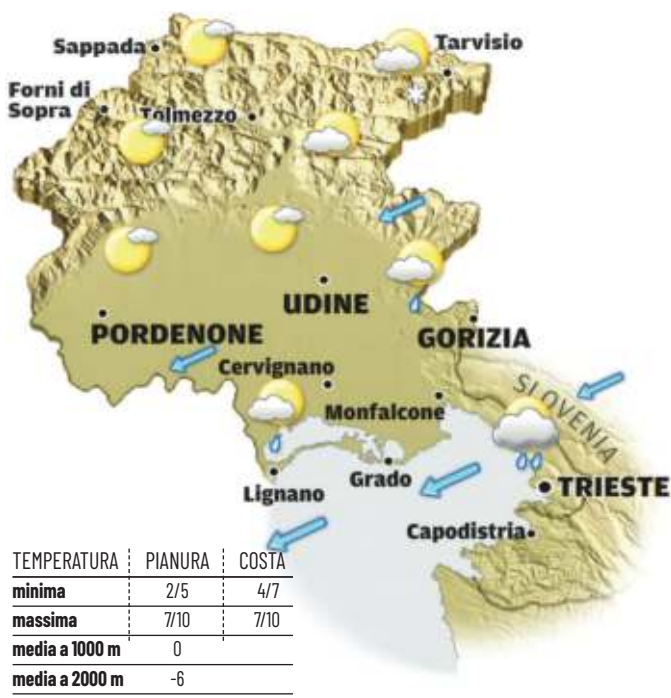 Sappada
Tarvisio
Forni di
Sopra
Tolmezzo
UDINE
PORDENONE
GORIZIA
Cervignano
SLOVENIA
Monfalcone
Grado
TRIESTE
Lignano
Capodistria
TEMPERATURA PIANURA COSTA
minima 2/5 4/7
massima 7/10 7/10
media a 1000 m 0
media a 2000 m -6